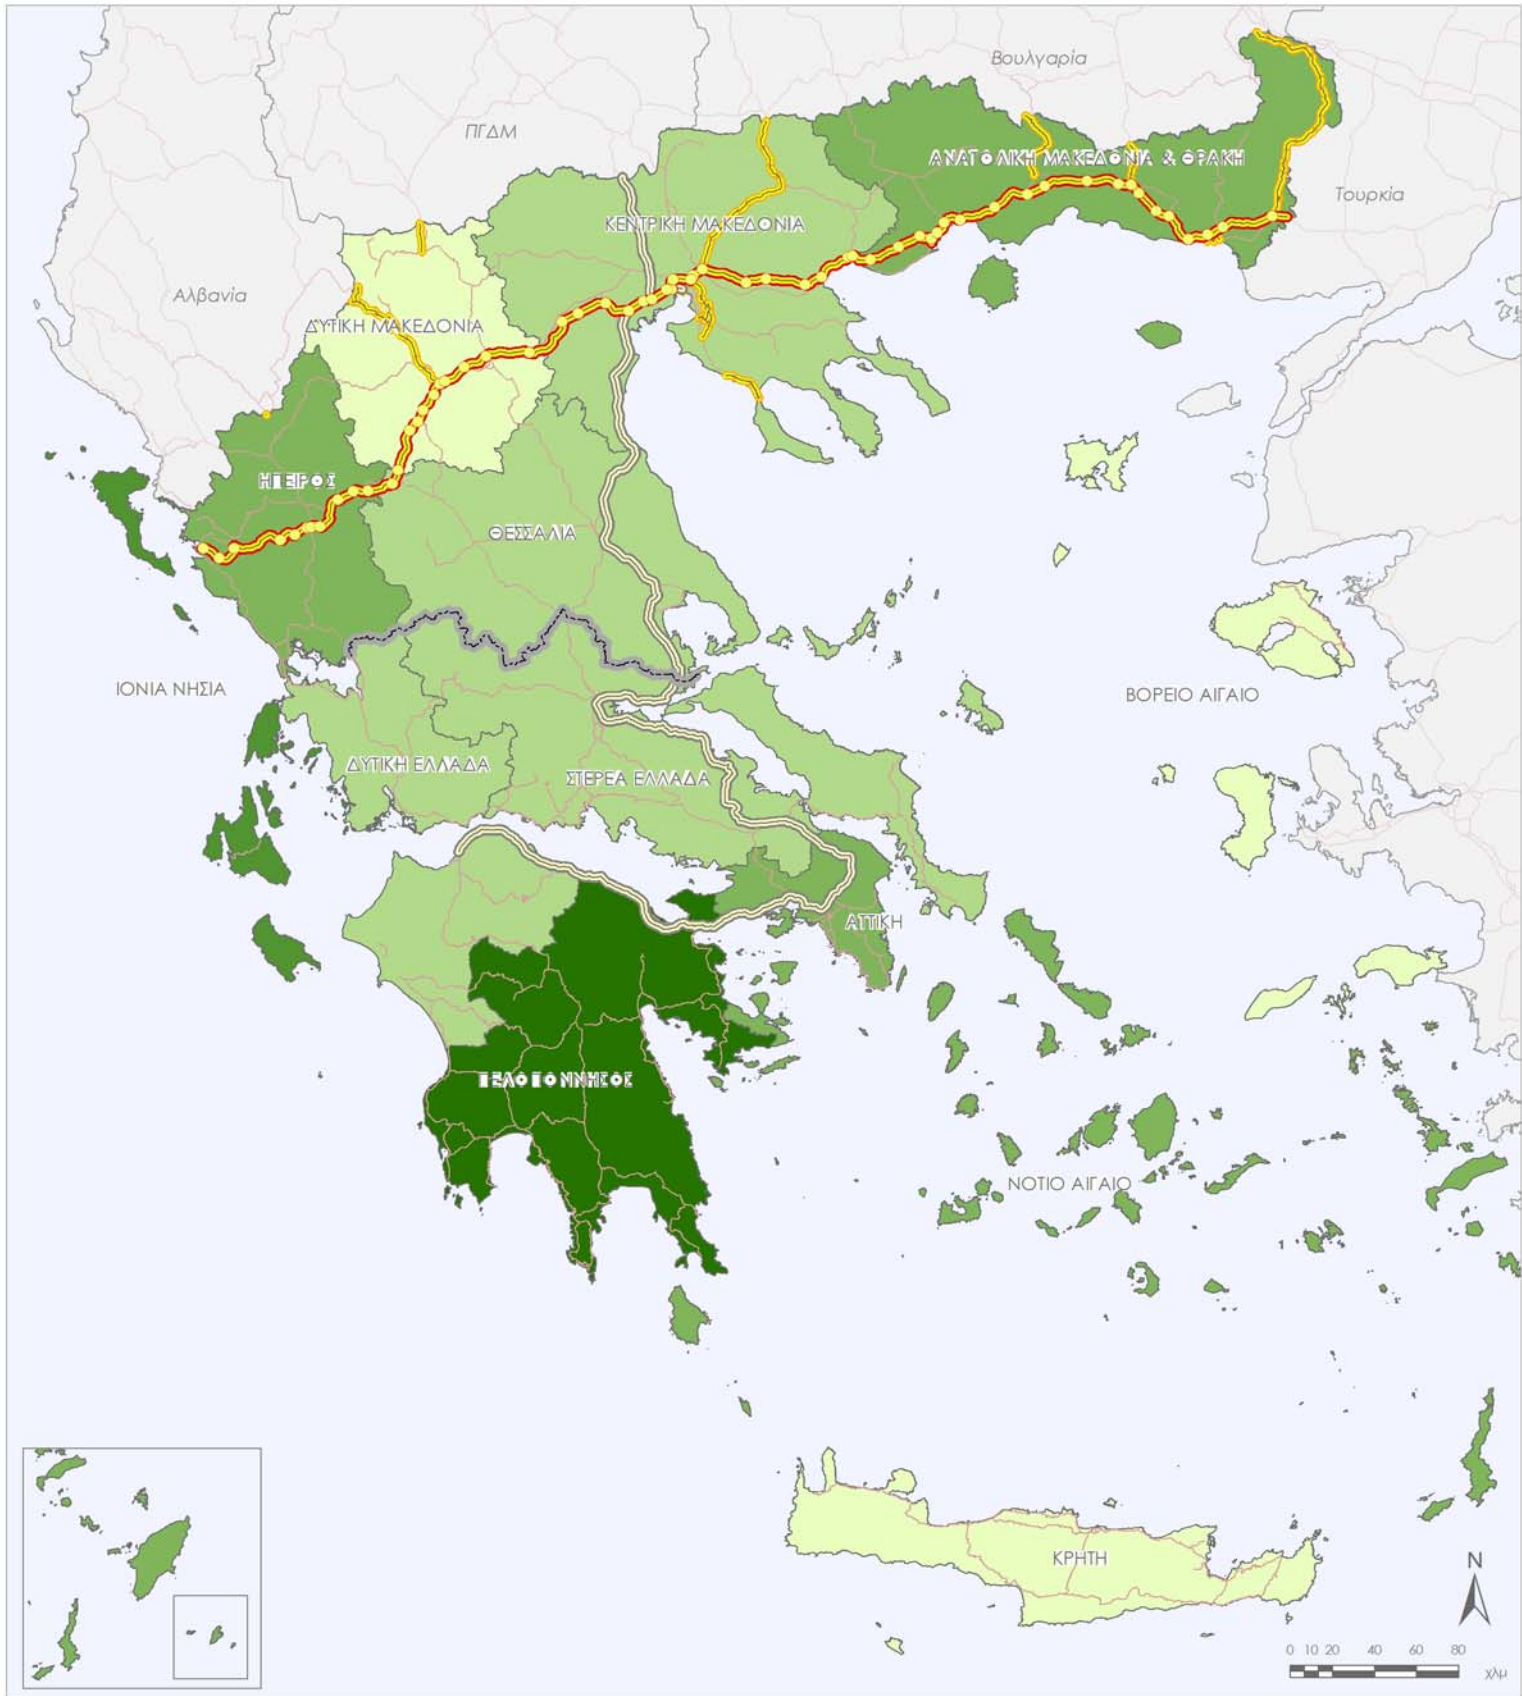 Βουλγαρία
ΠΓΔΜ
ΑΝΑΤΟΛΙΚΗ ΜΑΚΕΔΟΝΙΑ & ΘΡΑΚΗ
Τουρκία
ΚΕΝΤΡΙΚΗ ΜΑΚΕΔΟΝΙΑ
Αλβανία
ΔΥΤΙΚΗ ΜΑΚΕΔΟΝΙΑ
ΗΠΕΙΡΟΣ
ΘΕΣΣΑΛΙΑ
ΙΟΝΙΑ ΝΗΣΙΑ
ΒΟΡΕΙΟ ΑΙΓΑΙΟ
ΔΥΤΙΚΗ ΕΛΛΑΔΑ
ΣΤΕΡΕΑ ΕΛΛΑΔΑ
ΑΤΤΙΚΗ
ΠΕΛΟΠΟΝΝΗΣΟΣ
ΝΟΤΙΟ ΑΙΓΑΙΟ
ΚΡΗΤΗ
N
0 10 20 40 60 80
χλμ